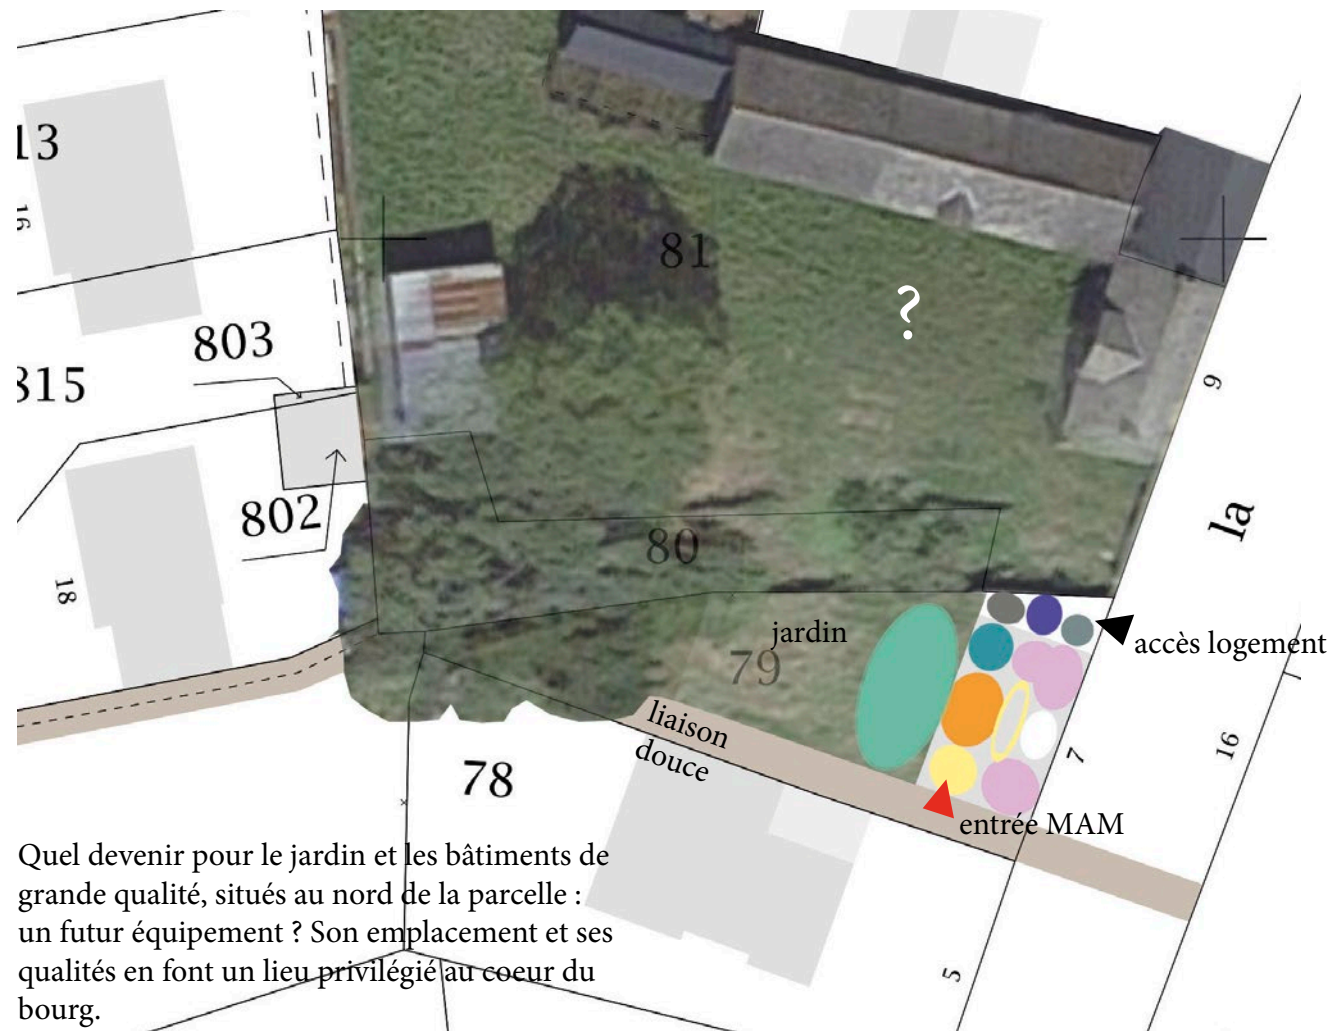 13
16
81
?
803
815
9
802
la
80
18
jardin
accès logement
79
liaison
douce
7
16
78
entrée MAM
Quel devenir pour le jardin et les bâtiments de
grande qualité, situés au nord de la parcelle :
un futur équipement ? Son emplacement et ses
qualités en font un lieu privilégié au coeur du
bourg.
5